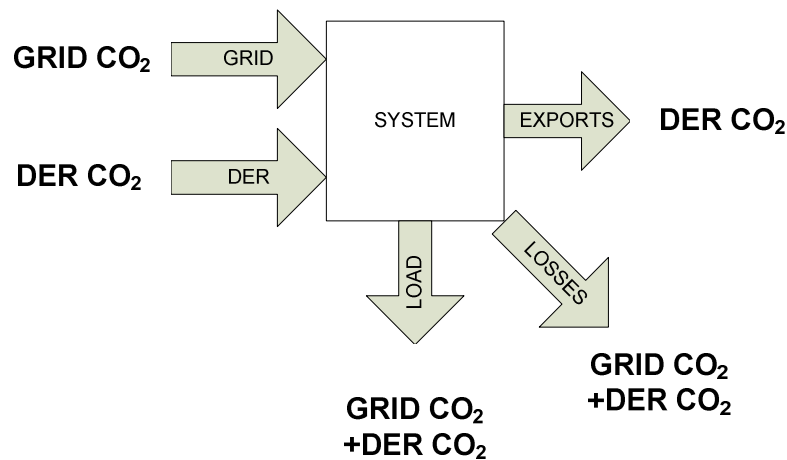 GRID CO₂
GRID
SYSTEM
EXPORTS
DER CO₂
DER CO₂
DER
LOAD
LOSSES
GRID CO₂
+DER CO₂
GRID CO₂
+DER CO₂